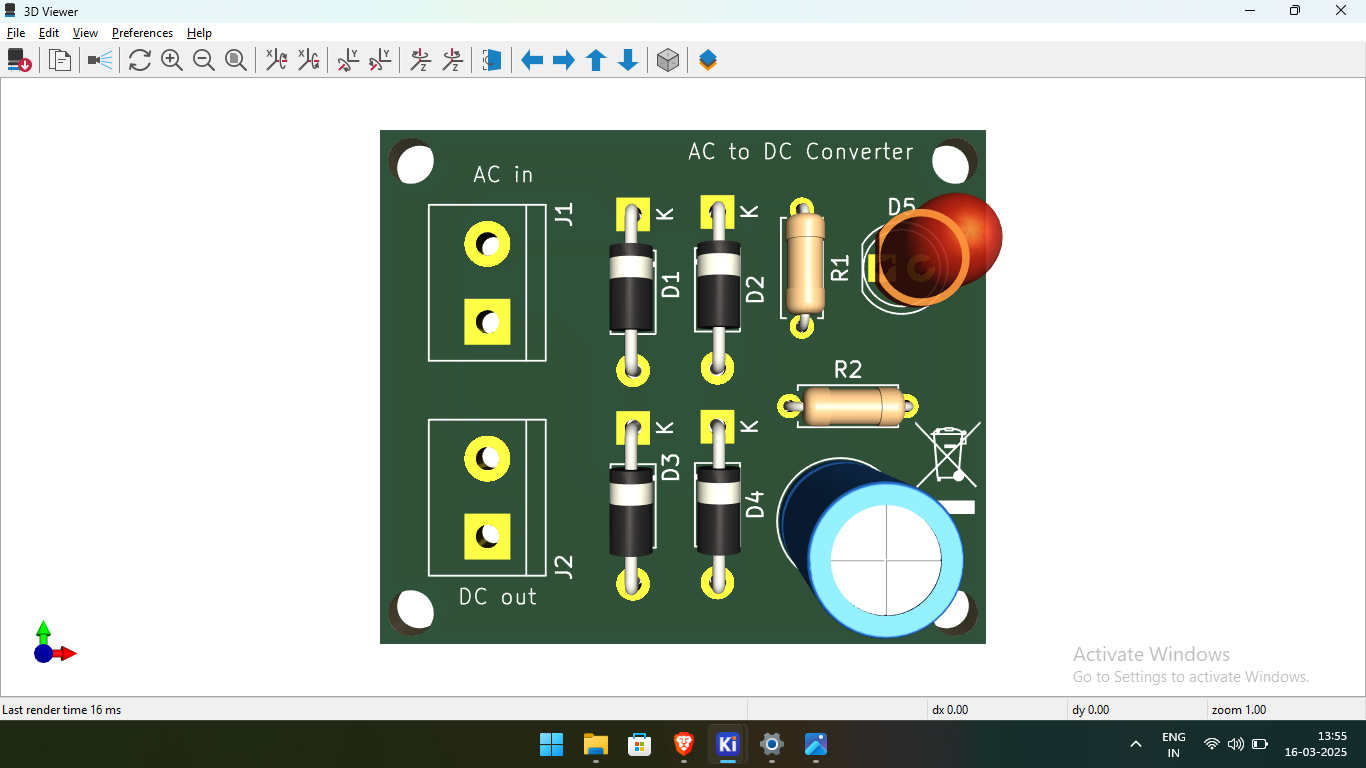 3D Viewer
File Edit View Preferences Help
X X Y Y Z Z
AC to DC Converter
AC in
J1
K
K
D5
D1
D2
R1
R2
K
K
D3
D4
J2
DC out
Activate Windows
Go to Settings to activate Windows.
Last render time 16 ms
dx 0.00
dy 0.00
zoom 1.00
Ki
ENG
IN
13:55
16-03-2025